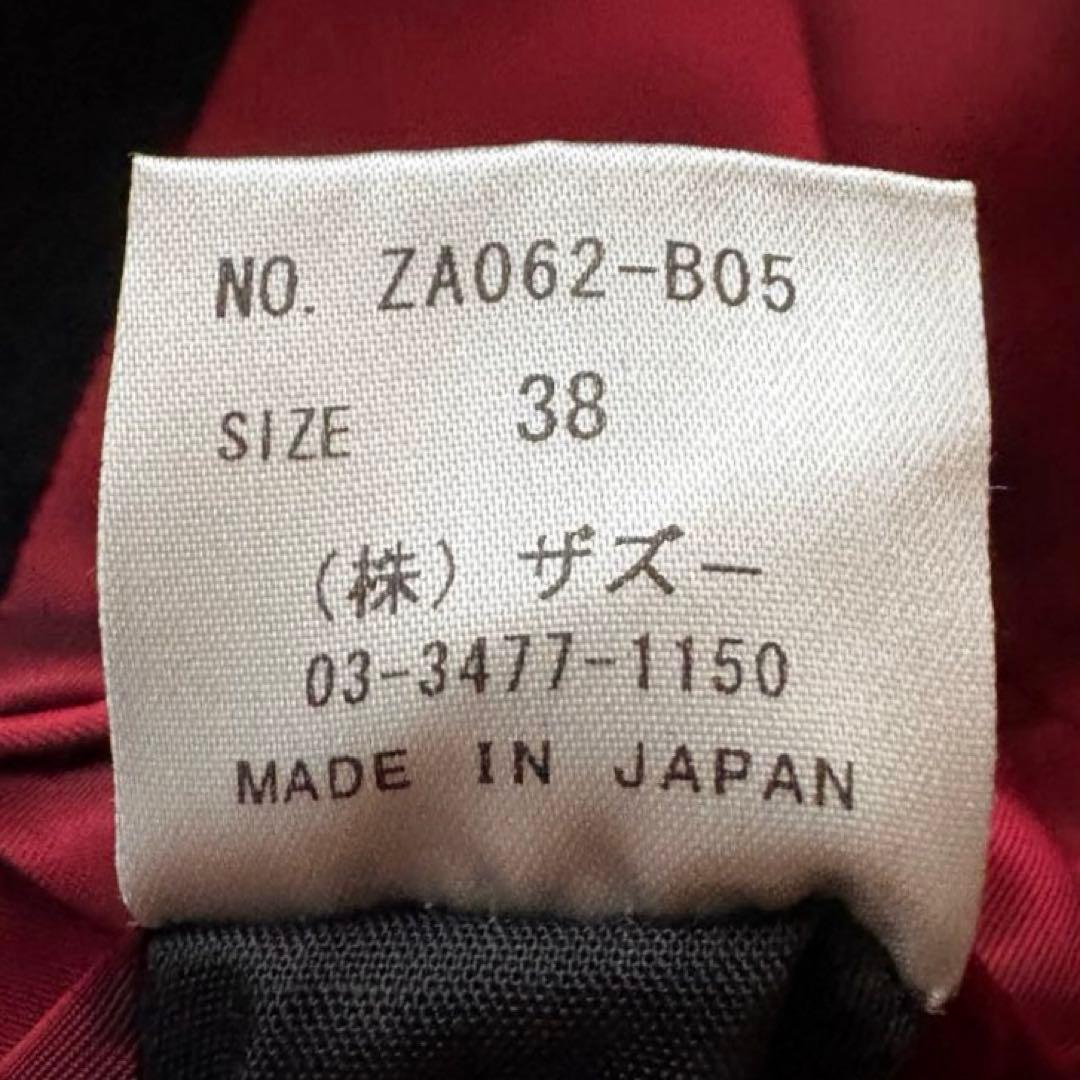 NO. ZA062-B05
SIZE 38
(株) ザズー
03-3477-1150
MADE IN JAPAN